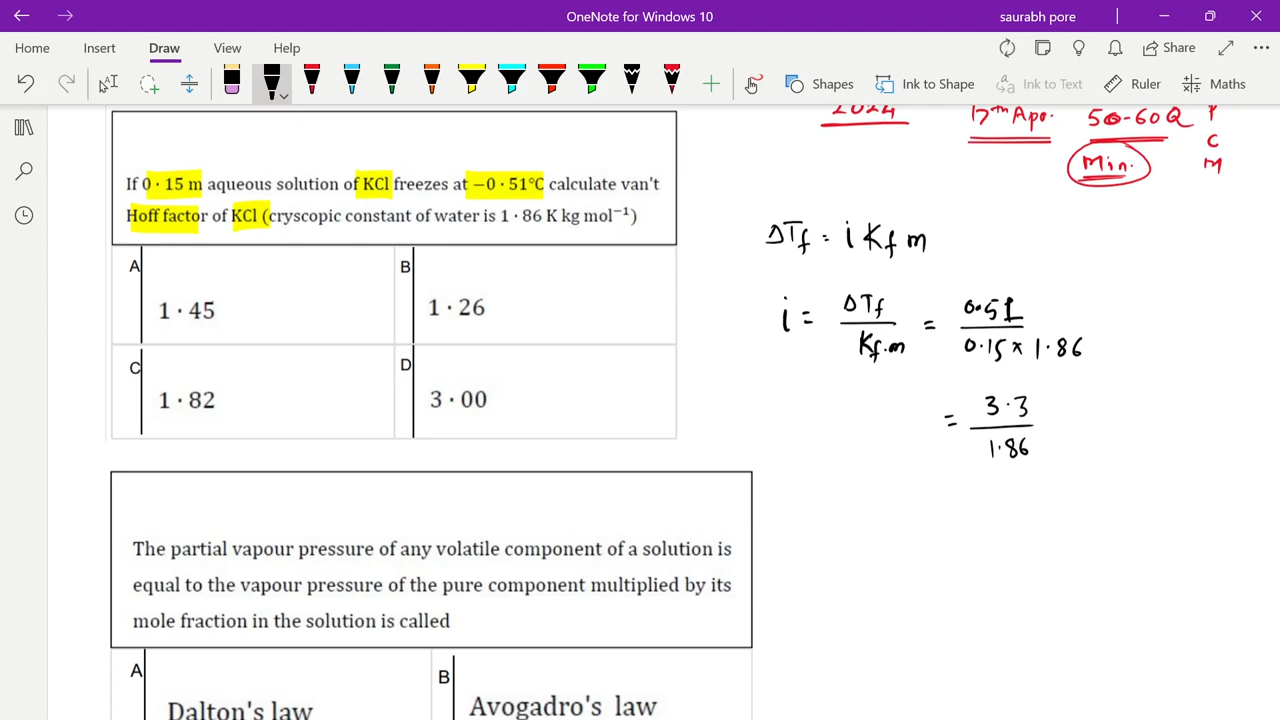 OneNote for Windows 10
saurabh pore
Home Insert Draw View Help
Share
Shapes Ink to Shape Ink to Text Ruler Maths
2024 17th Apr. 50-60Q P
C
Min. M
If 0·15 m aqueous solution of KCl freezes at −0·51°C calculate van't
Hoff factor of KCl (cryscopic constant of water is 1·86 K kg mol⁻¹)
A
1·45
B
1·26
C
1·82
D
3·00
ΔTf = i Kf m
i = ΔTf / Kf.m = 0.51 / 0.15 × 1.86
= 3.3 / 1.86
The partial vapour pressure of any volatile component of a solution is
equal to the vapour pressure of the pure component multiplied by its
mole fraction in the solution is called
A
Dalton's law
B
Avogadro's law